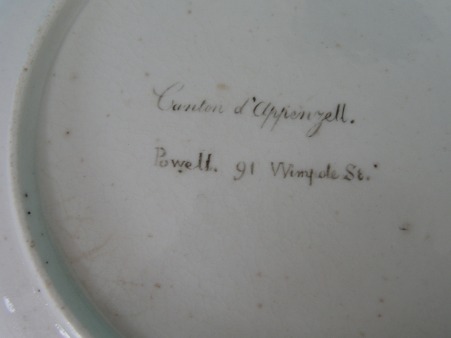 Canton d'Appenzell.
Powell. 91 Wimpole St.